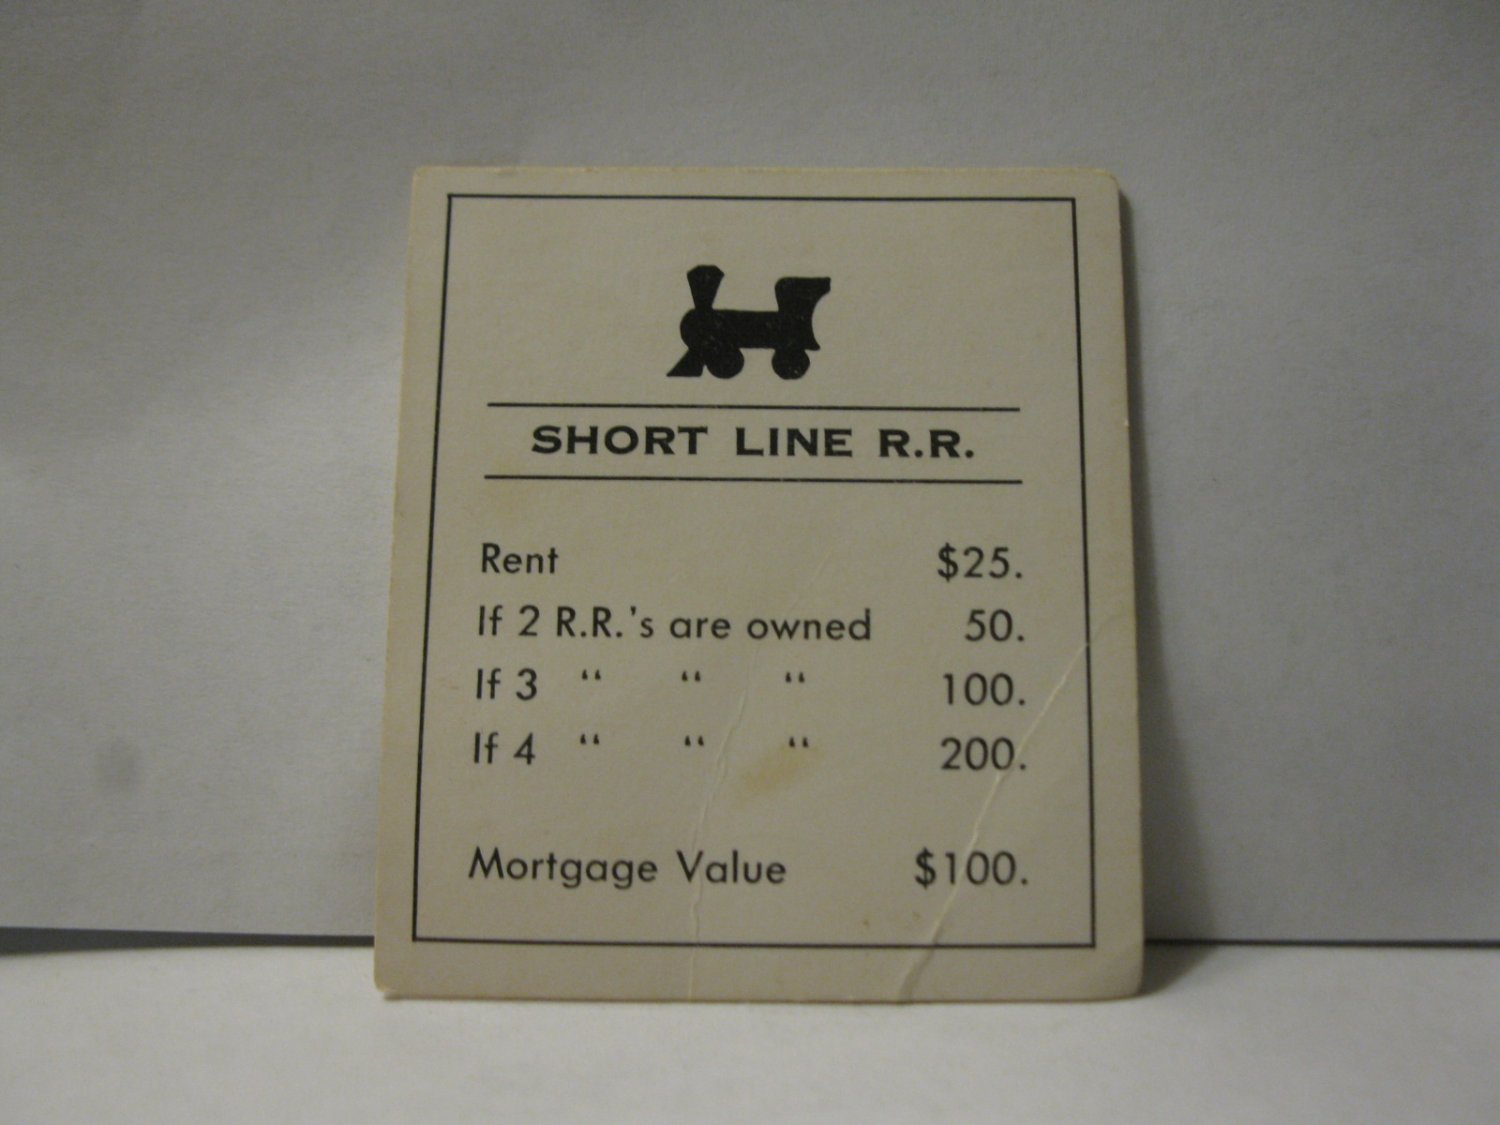 SHORT LINE R.R.
Rent $25.
If 2 R.R.'s are owned 50.
If 3 “ “ “ 100.
If 4 “ “ “ 200.
Mortgage Value $100.